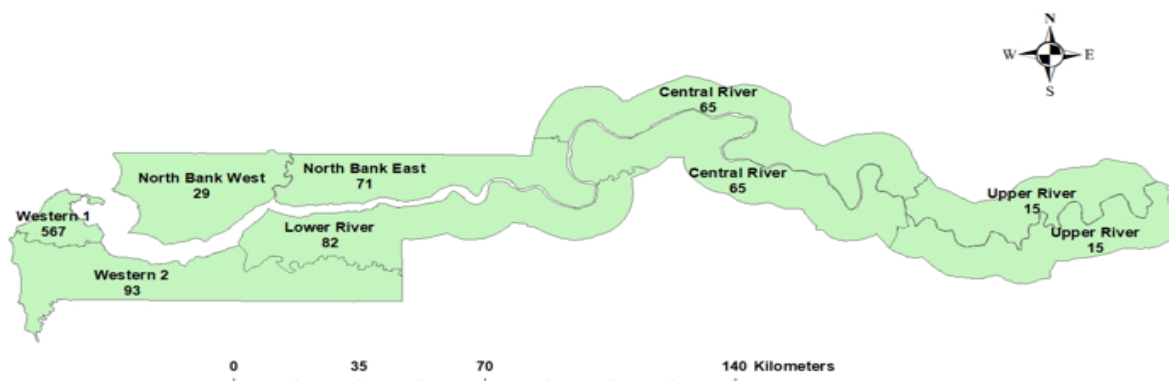 N
W E
S
Central River
65
North Bank East
71
North Bank West
29
Central River
65
Upper River
15
Western 1
567
Lower River
82
Upper River
15
Western 2
93
0 35 70 140 Kilometers